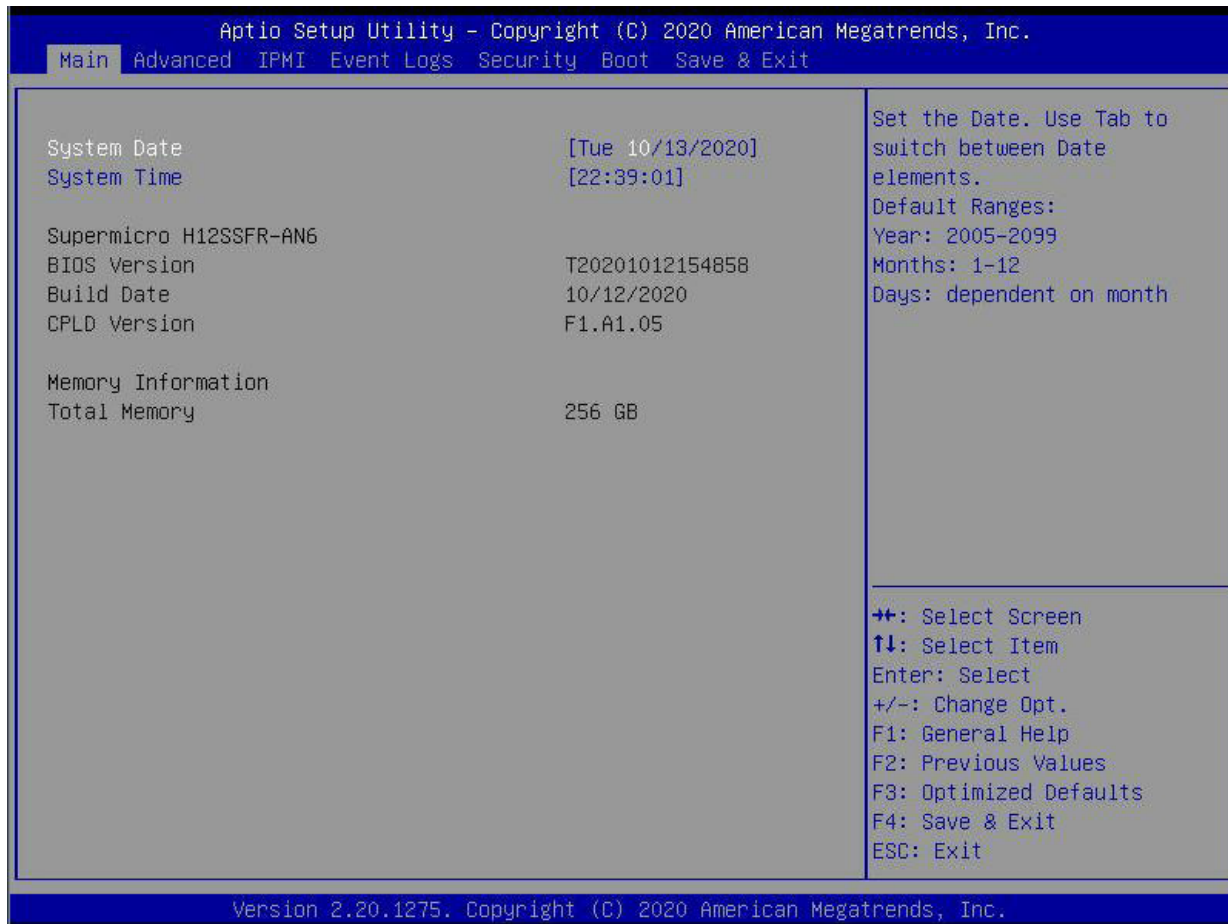 Aptio Setup Utility – Copyright (C) 2020 American Megatrends, Inc.
Main Advanced IPMI Event Logs Security Boot Save & Exit
System Date [Tue 10/13/2020]
System Time [22:39:01]
Supermicro H12SSFR-AN6
BIOS Version T20201012154858
Build Date 10/12/2020
CPLD Version F1.A1.05
Memory Information
Total Memory 256 GB
Set the Date. Use Tab to
switch between Date
elements.
Default Ranges:
Year: 2005-2099
Months: 1-12
Days: dependent on month
→←: Select Screen
↑↓: Select Item
Enter: Select
+/-: Change Opt.
F1: General Help
F2: Previous Values
F3: Optimized Defaults
F4: Save & Exit
ESC: Exit
Version 2.20.1275. Copyright (C) 2020 American Megatrends, Inc.